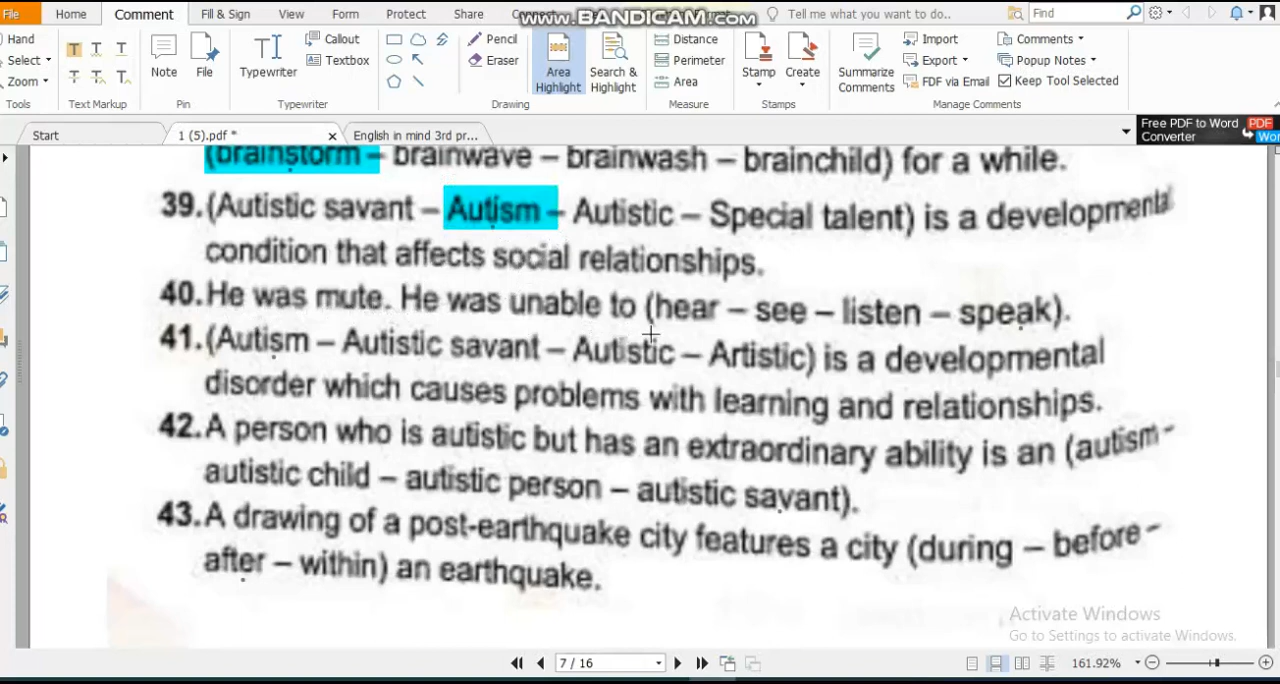 File Home Comment Fill & Sign View Form Protect Share Connect www.BANDICAM.com Tell me what you want to do.. Find
Hand Select Zoom Tools
Text Markup
Note File Pin
Typewriter Callout Textbox Typewriter
Pencil Eraser Drawing
Area Highlight Search & Highlight
Distance Perimeter Area Measure
Stamp Create Stamps
Summarize Comments Import Export FDF via Email Comments Popup Notes Keep Tool Selected Manage Comments
Start 1 (5).pdf * English in mind 3rd pr... Free PDF to Word Converter
(brainstorm – brainwave – brainwash – brainchild) for a while.
39. (Autistic savant – Autism – Autistic – Special talent) is a developmental
condition that affects social relationships.
40. He was mute. He was unable to (hear – see – listen – speak).
41. (Autism – Autistic savant – Autistic – Artistic) is a developmental
disorder which causes problems with learning and relationships.
42. A person who is autistic but has an extraordinary ability is an (autism –
autistic child – autistic person – autistic savant).
43. A drawing of a post-earthquake city features a city (during – before –
after – within) an earthquake.
Activate Windows
Go to Settings to activate Windows.
7 / 16 161.92%